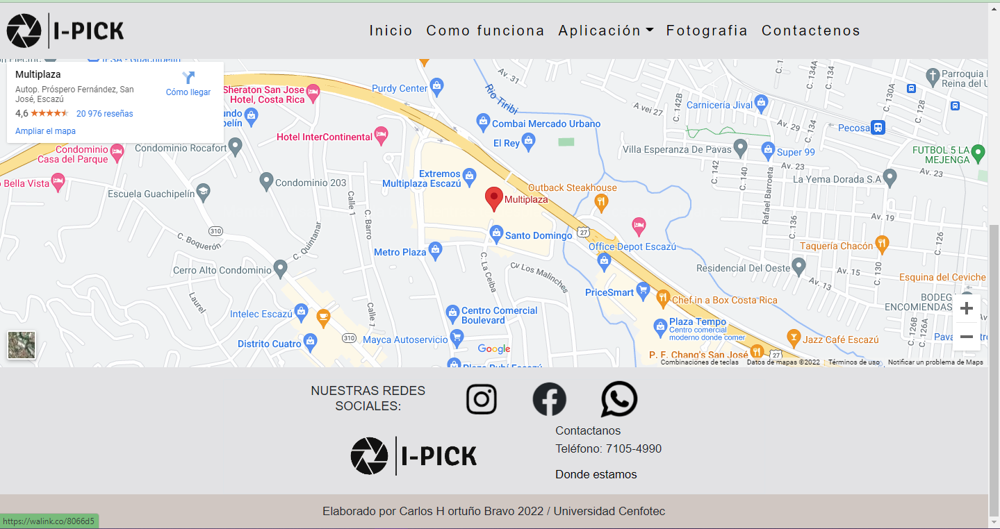 I-PICK
Inicio Como funciona Aplicación Fotografia Contactenos
Multiplaza
Autop. Próspero Fernández, San
José, Escazú
Cómo llegar
4,6 20 976 reseñas
Ampliar el mapa
Sheraton San Jose
Hotel, Costa Rica
Purdy Center
Av. 31
Rio Tiribi
A vei 27
C. 142B
Carnicería Jival
C. 134A
C. 134
C. 130A
C. 128
Parroquia
Reina del
Av. 29
Pecosa
Combai Mercado Urbano
El Rey
Hotel InterContinental
Condominio
Casa del Parque
Condominio Rocafort
Villa Esperanza De Pavas
Super 99
FUTBOL 5 LA
MEJENGA
Bella Vista
Condominio 203
Escuela Guachipelín
Extremos
Multiplaza Escazú
Outback Steakhouse
Multiplaza
C. 142
C. 140
Av. 23
Av. 23
La Yema Dorada S.A
Rafael Barroeta
Calle 1
C. Barro
310
C. Boquerón
C. Quintanar
Santo Domingo
27
Office Depot Escazú
C. 136
Av. 19
C. 126
Taquería Chacón
Metro Plaza
Cerro Alto Condominio
C. La Ceiba
Cv Los Malinches
Residencial Del Oeste
Av. 15
Av. 13
C. 130
Esquina del Ceviche
PriceSmart
Chef in a Box Costa Rica
Laurel
Calle 7
Intelec Escazú
Centro Comercial
Boulevard
Plaza Tempo
Centro comercial
moderno donde comer
ENCOMIENDAS
C. 126B
C. 126A
310
Distrito Cuatro
Mayca Autoservicio
Google
Jazz Café Escazú
P. F. Chang's San José
27
Combinaciones de teclas Datos de mapas ©2022 Términos de uso Notificar un problema de Maps
NUESTRAS REDES
SOCIALES:
Contactanos
Teléfono: 7105-4990
I-PICK
Donde estamos
Elaborado por Carlos H ortuño Bravo 2022 / Universidad Cenfotec
https://walink.co/8066d5